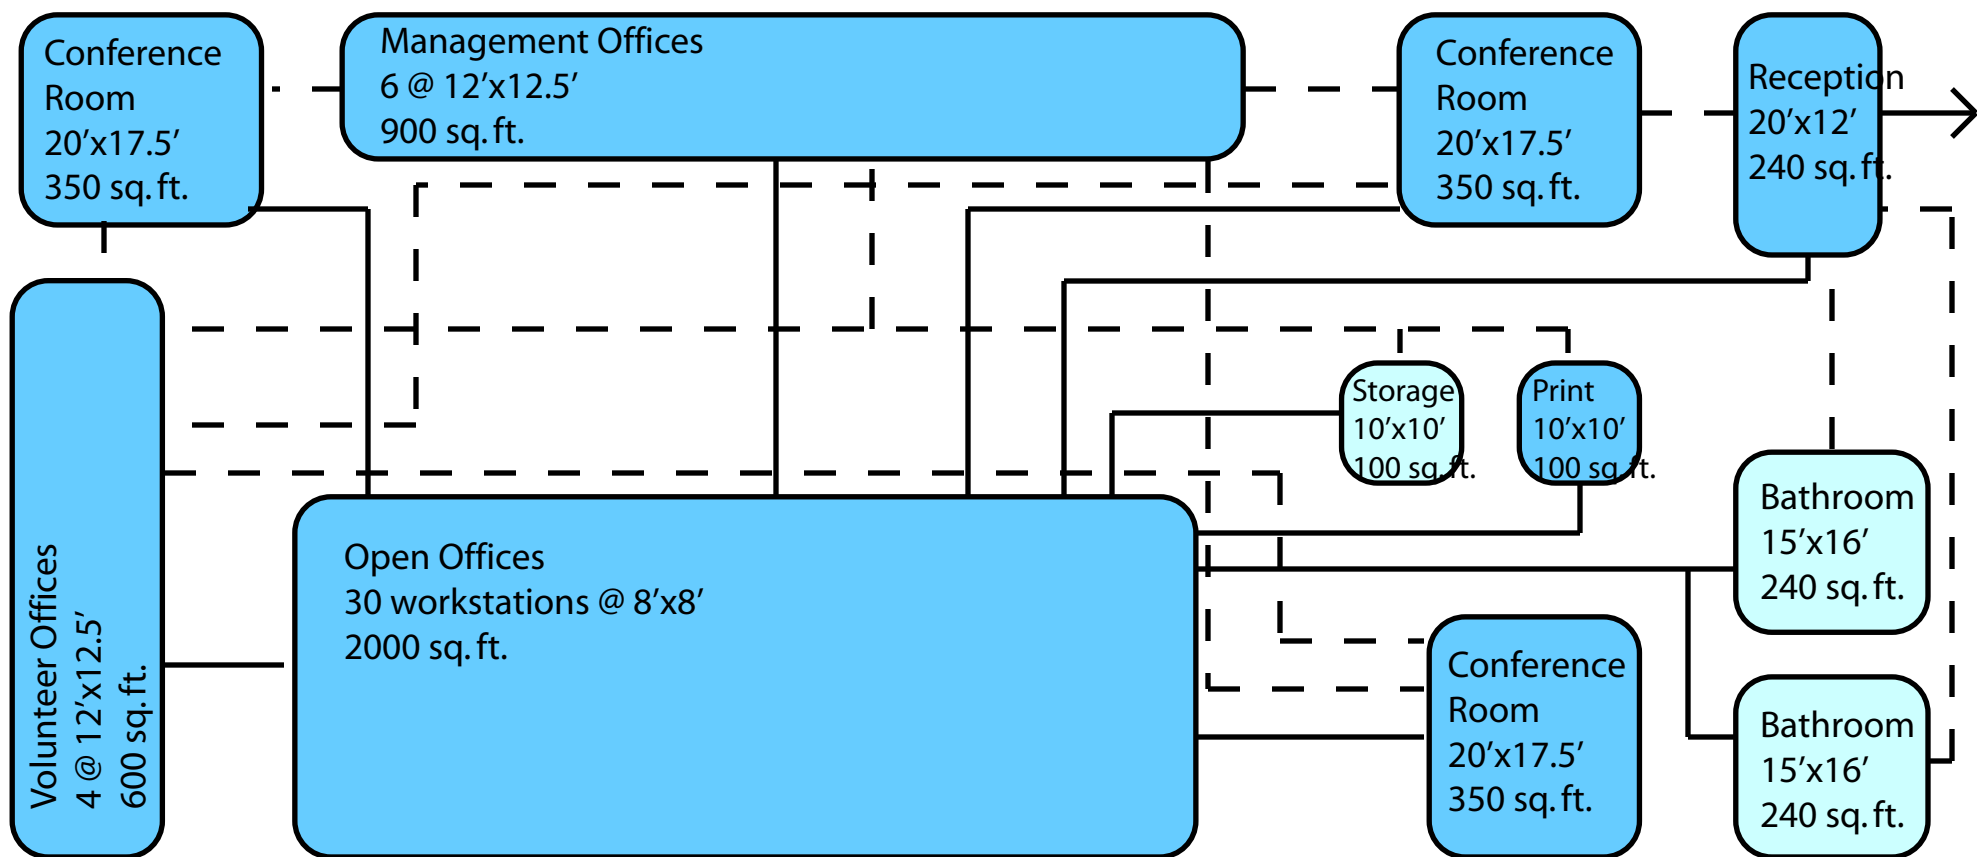 Conference
Room
20’x17.5’
350 sq. ft.
Management Offices
6 @ 12’x12.5’
900 sq. ft.
Conference
Room
20’x17.5’
350 sq. ft.
Reception
20’x12’
240 sq. ft.
Storage
10’x10’
100 sq. ft.
Print
10’x10’
100 sq. ft.
Volunteer Offices
4 @ 12’x12.5’
600 sq. ft.
Open Offices
30 workstations @ 8’x8’
2000 sq. ft.
Bathroom
15’x16’
240 sq. ft.
Conference
Room
20’x17.5’
350 sq. ft.
Bathroom
15’x16’
240 sq. ft.